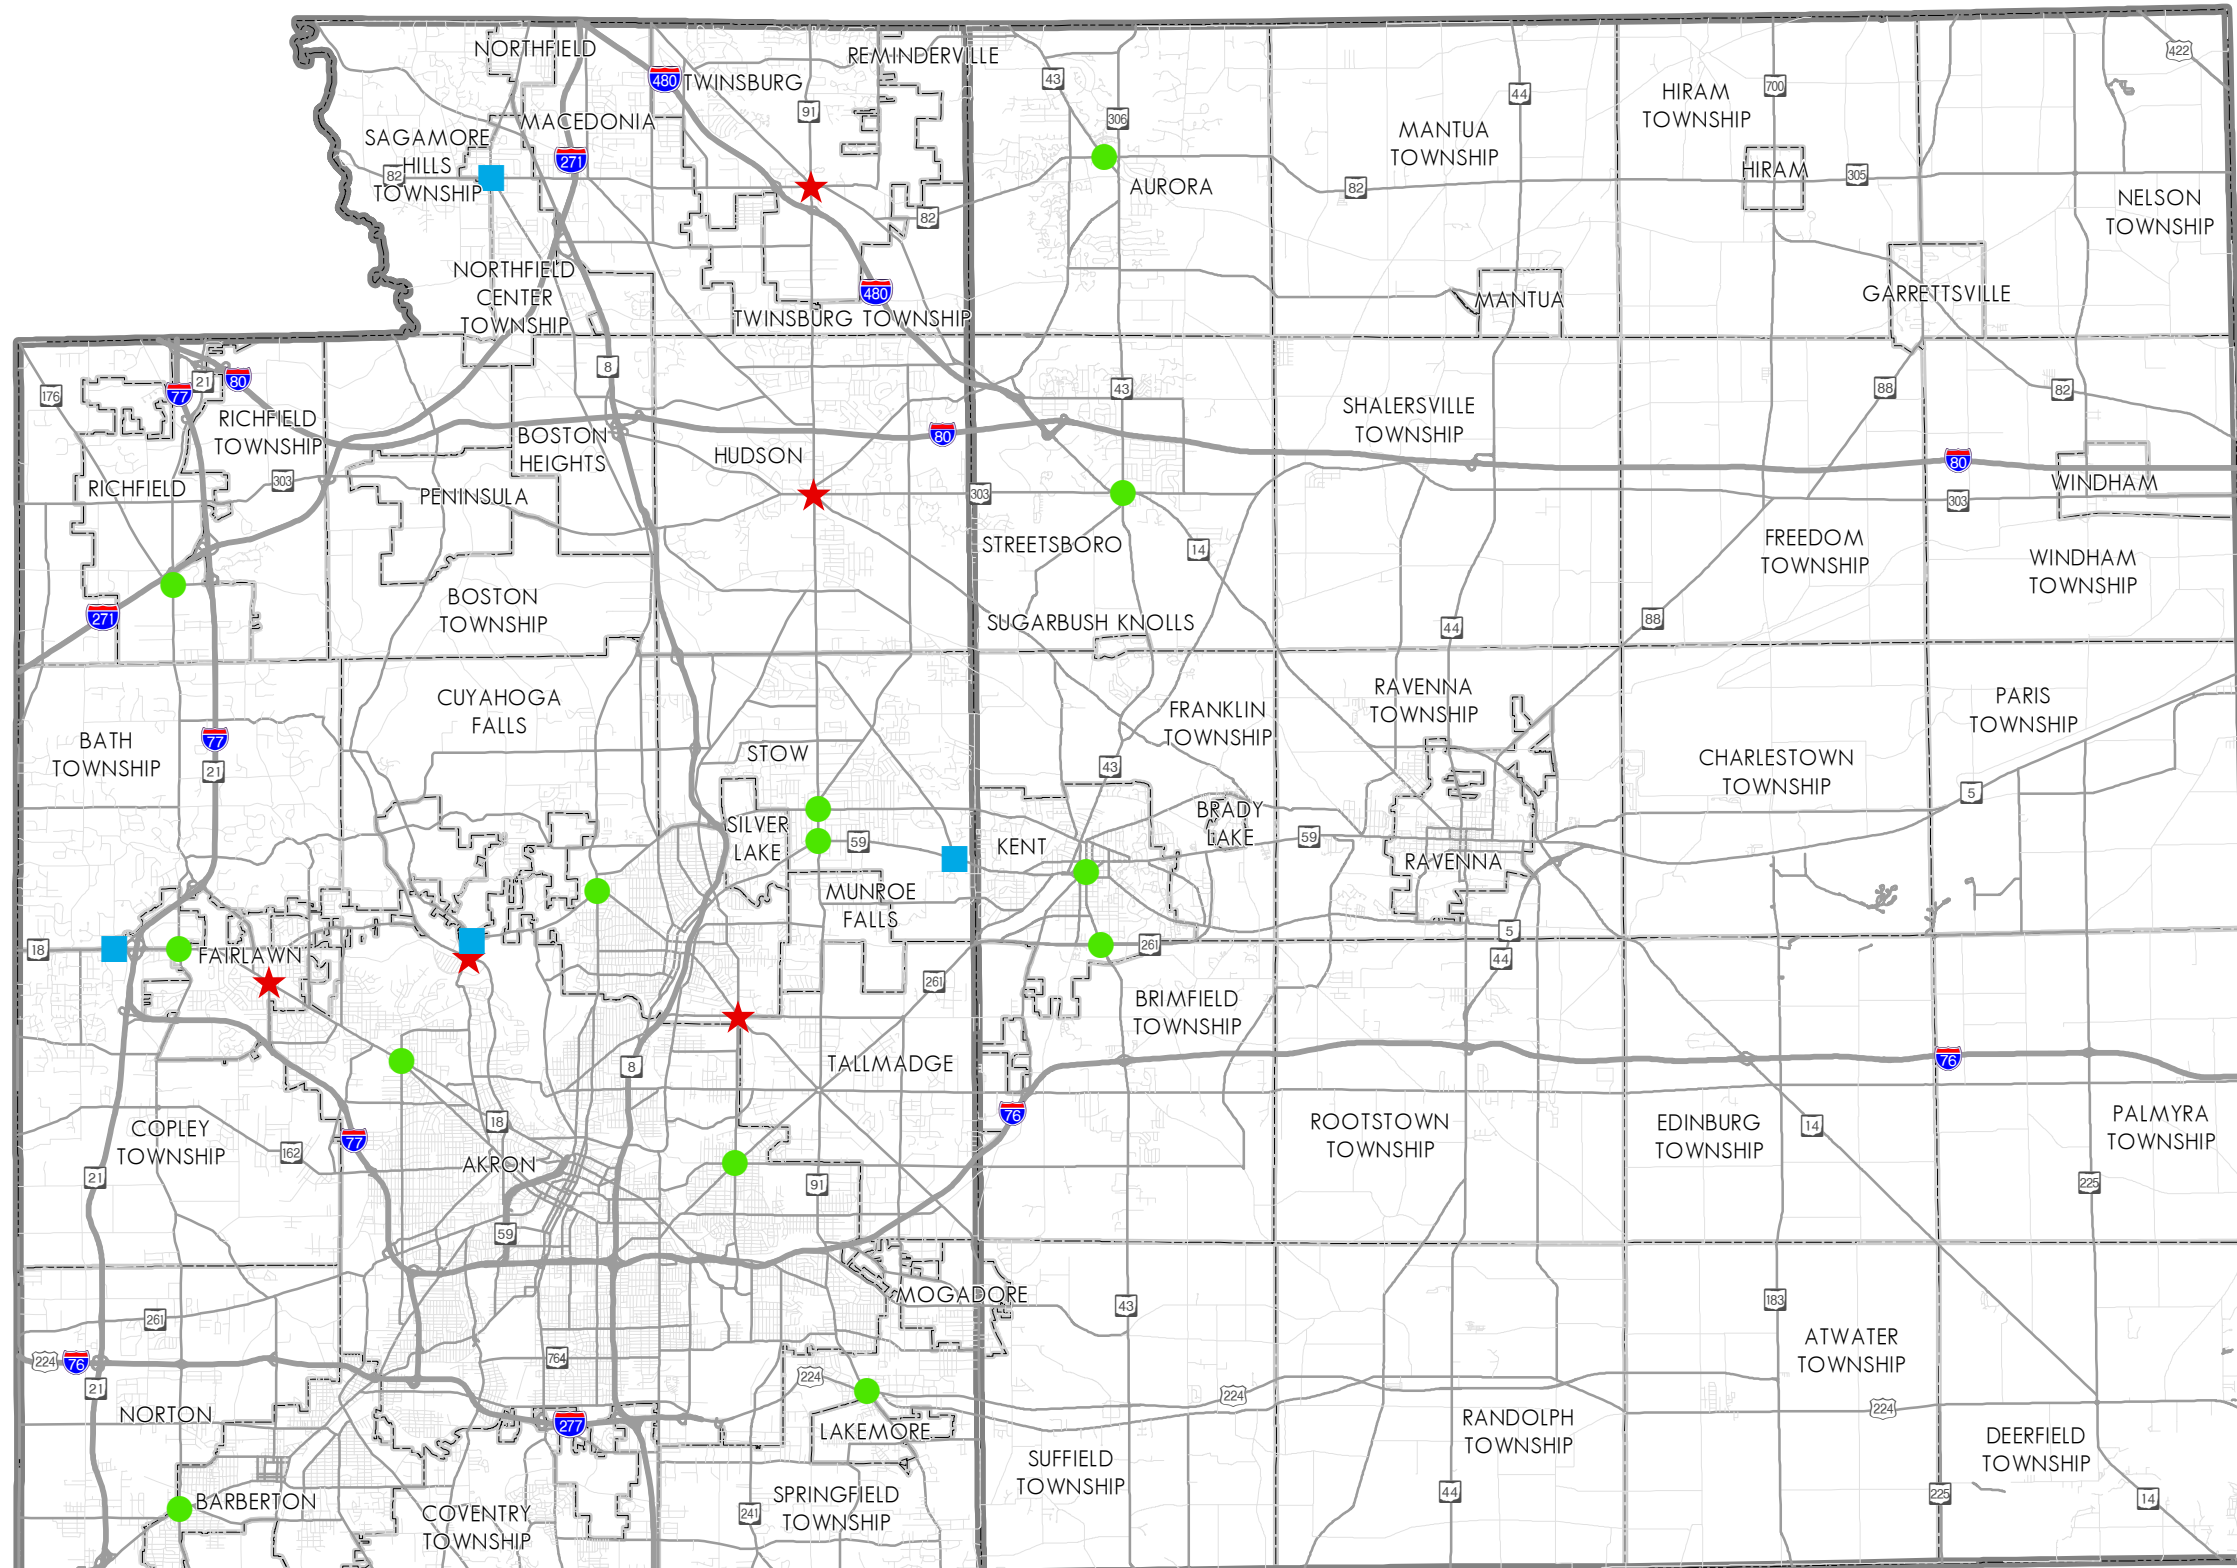 NORTHFIELD
REMINDERVILLE
422
480
TWINSBURG
43
700
44
HIRAM
TOWNSHIP
91
306
MACEDONIA
SAGAMORE
HILLS
TOWNSHIP
MANTUA
TOWNSHIP
271
82
HIRAM
305
AURORA
82
NELSON
TOWNSHIP
82
NORTHFIELD
CENTER
TOWNSHIP
480
MANTUA
GARRETTSVILLE
TWINSBURG TOWNSHIP
8
21
80
77
176
43
88
82
RICHFIELD
TOWNSHIP
SHALERSVILLE
TOWNSHIP
BOSTON
HEIGHTS
80
HUDSON
80
303
RICHFIELD
PENINSULA
303
WINDHAM
303
STREETSBORO
14
FREEDOM
TOWNSHIP
WINDHAM
TOWNSHIP
271
BOSTON
TOWNSHIP
SUGARBUSH KNOLLS
44
88
CUYAHOGA
FALLS
RAVENNA
TOWNSHIP
FRANKLIN
TOWNSHIP
PARIS
TOWNSHIP
BATH
TOWNSHIP
77
STOW
21
43
CHARLESTOWN
TOWNSHIP
5
SILVER
LAKE
59
KENT
BRADY
LAKE
59
RAVENNA
MUNROE
FALLS
18
FAIRLAWN
261
5
44
261
BRIMFIELD
TOWNSHIP
8
TALLMADGE
76
76
COPLEY
TOWNSHIP
162
77
18
AKRON
ROOTSTOWN
TOWNSHIP
EDINBURG
TOWNSHIP
14
PALMYRA
TOWNSHIP
21
91
225
59
MOGADORE
43
183
261
ATWATER
TOWNSHIP
224
76
21
764
224
224
224
NORTON
277
LAKEMORE
RANDOLPH
TOWNSHIP
DEERFIELD
TOWNSHIP
SUFFIELD
TOWNSHIP
BARBERTON
COVENTRY
TOWNSHIP
241
SPRINGFIELD
TOWNSHIP
44
225
14